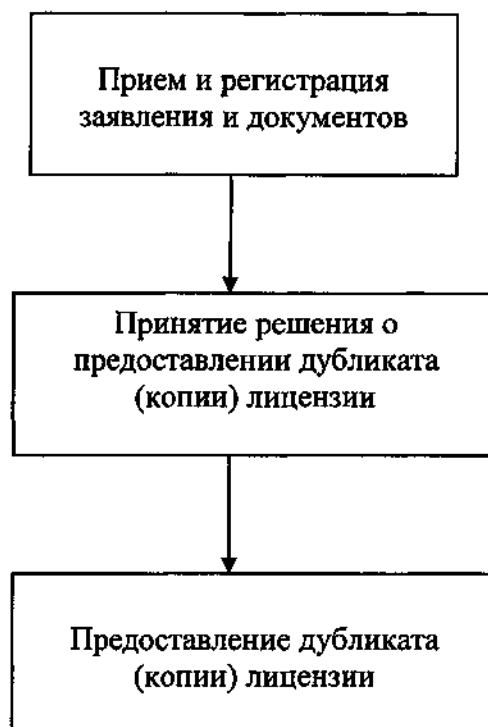 Прием и регистрация
заявления и документов
Принятие решения о
предоставлении дубликата
(копии) лицензии
Предоставление дубликата
(копии) лицензии